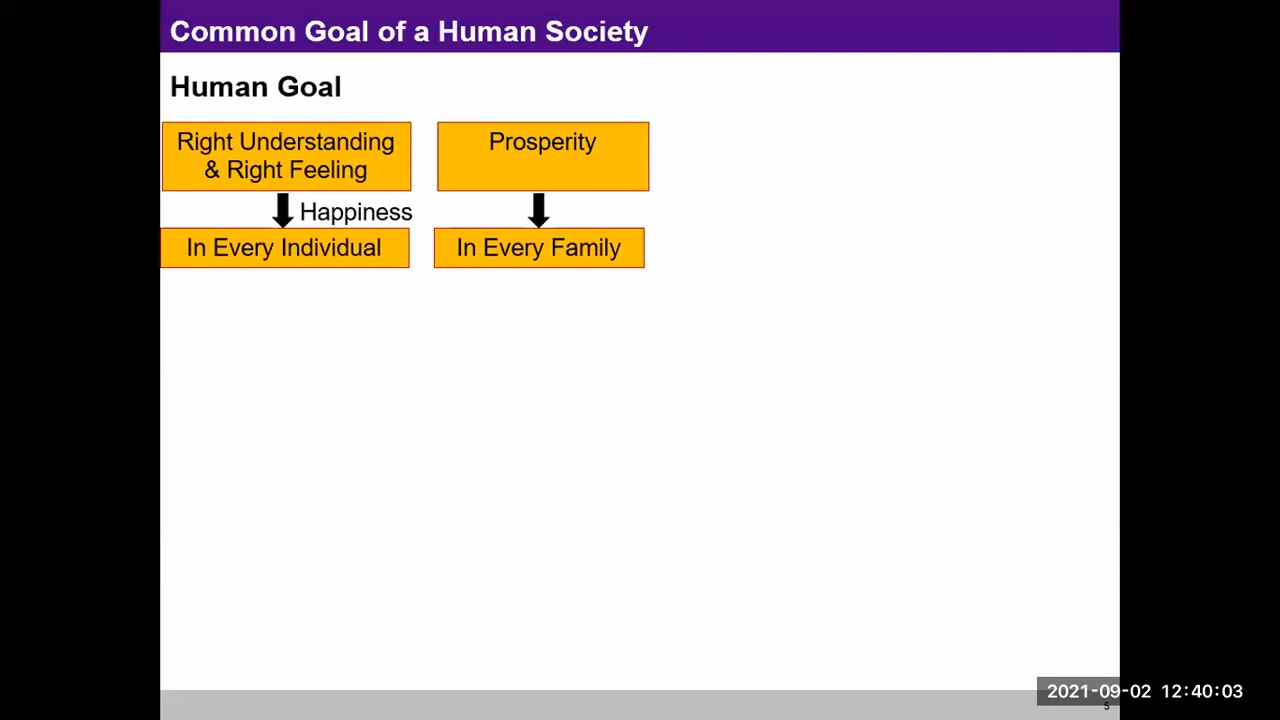 Common Goal of a Human Society
Human Goal
Right Understanding
& Right Feeling
Prosperity
Happiness
In Every Individual
In Every Family
2021-09-02 12:40:03
5